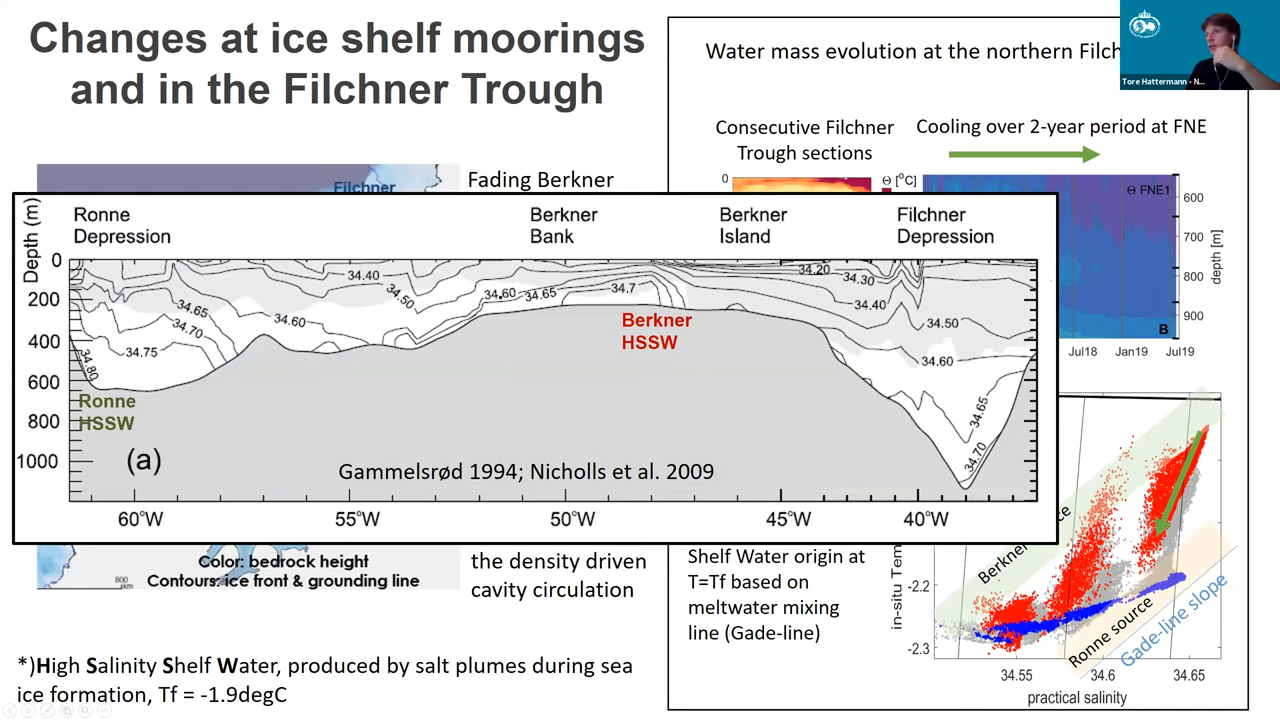 Changes at ice shelf moorings
and in the Filchner Trough
Water mass evolution at the northern Filch
Tore Hattermann - N...
Consecutive Filchner
Trough sections
Cooling over 2-year period at FNE
Filchner
Fading Berkner
0
Θ [°C]
Θ FNE1
600
700
800
900
depth [m]
B
Jul18 Jan19 Jul19
Depth (m)
Ronne
Depression
Berkner
Bank
Berkner
Island
Filchner
Depression
0
200
400
600
800
1000
34.40
34.50
34.60
34.65
34.7
34.20
34.30
34.40
34.50
34.60
34.65
34.70
34.65
34.70
34.75
34.80
34.60
Berkner
HSSW
Ronne
HSSW
(a)
Gammelsrød 1994; Nicholls et al. 2009
60°W 55°W 50°W 45°W 40°W
Color: bedrock height
Contours: ice front & grounding line
800
km
the density driven
cavity circulation
Shelf Water origin at
T=Tf based on
meltwater mixing
line (Gade-line)
in-situ Tem
-2.2
-2.3
Berkner
ce
Ronne source
Gade-line slope
34.55 34.6 34.65
practical salinity
*)High Salinity Shelf Water, produced by salt plumes during sea
ice formation, Tf = -1.9degC